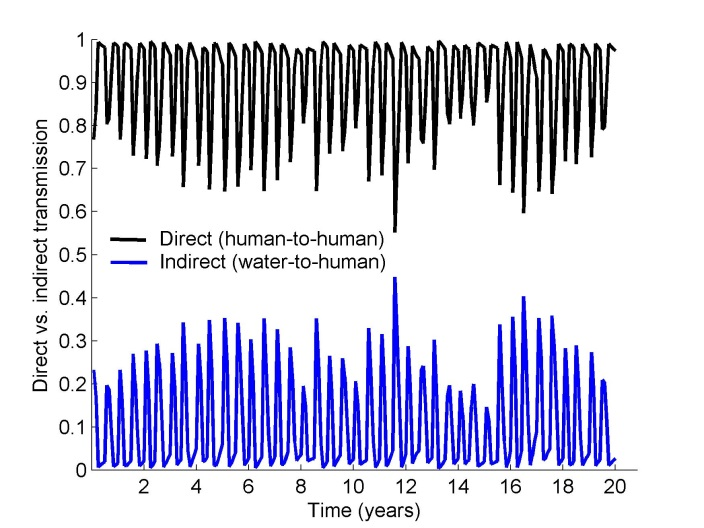 1
0.9
0.8
0.7
0.6
0.5
0.4
0.3
0.2
0.1
0
Direct vs. indirect transmission
Direct (human-to-human)
Indirect (water-to-human)
2 4 6 8 10 12 14 16 18 20
Time (years)